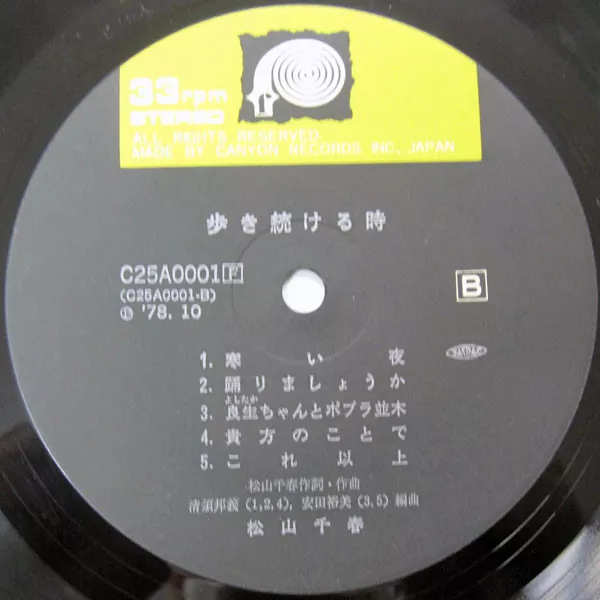 33rpm
STEREO
ALL RIGHTS RESERVED.
MADE BY CANYON RECORDS INC., JAPAN
歩き続ける時
C25A0001 F
(C25A0001-B)
Ⓟ '78. 10
B
1. 寒い夜
2. 踊りましょうか
よしたか
3. 良生ちゃんとポプラ並木
4. 貴方のことで
5. これ以上
松山千春作詞・作曲
清須邦義 (1,2,4), 安田裕美 (3,5) 編曲
松山千春